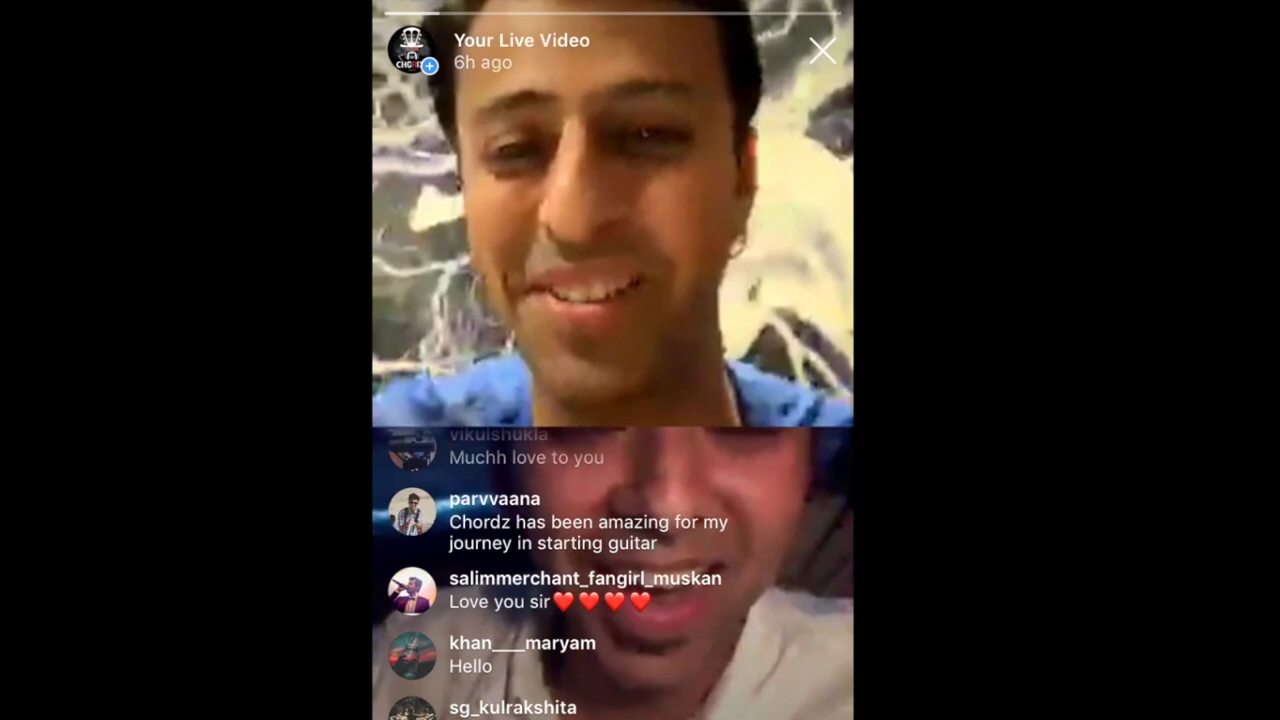 Your Live Video
6h ago
vikulshukla
Muchh love to you
parvvaana
Chordz has been amazing for my
journey in starting guitar
salimmerchant_fangirl_muskan
Love you sir❤️❤️❤️❤️
khan___maryam
Hello
sg_kulrakshita